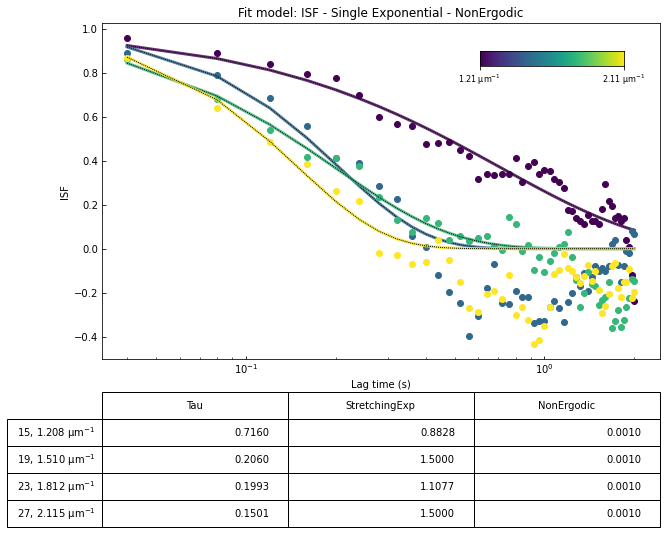 Fit model: ISF - Single Exponential - NonErgodic
1.0
0.8
0.6
0.4
0.2
0.0
−0.2
−0.4
ISF
1.21 μm⁻¹ 2.11 μm⁻¹
10⁻¹ 10⁰
Lag time (s)
Tau StretchingExp NonErgodic
15, 1.208 μm⁻¹ 0.7160 0.8828 0.0010
19, 1.510 μm⁻¹ 0.2060 1.5000 0.0010
23, 1.812 μm⁻¹ 0.1993 1.1077 0.0010
27, 2.115 μm⁻¹ 0.1501 1.5000 0.0010